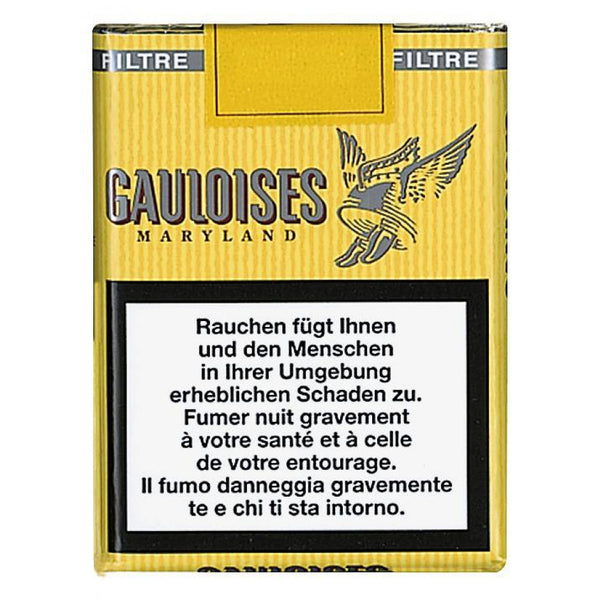 FILTRE FILTRE
GAULOISES
MARYLAND
Rauchen fügt Ihnen
und den Menschen
in Ihrer Umgebung
erheblichen Schaden zu.
Fumer nuit gravement
à votre santé et à celle
de votre entourage.
Il fumo danneggia gravemente
te e chi ti sta intorno.
GAULOISES